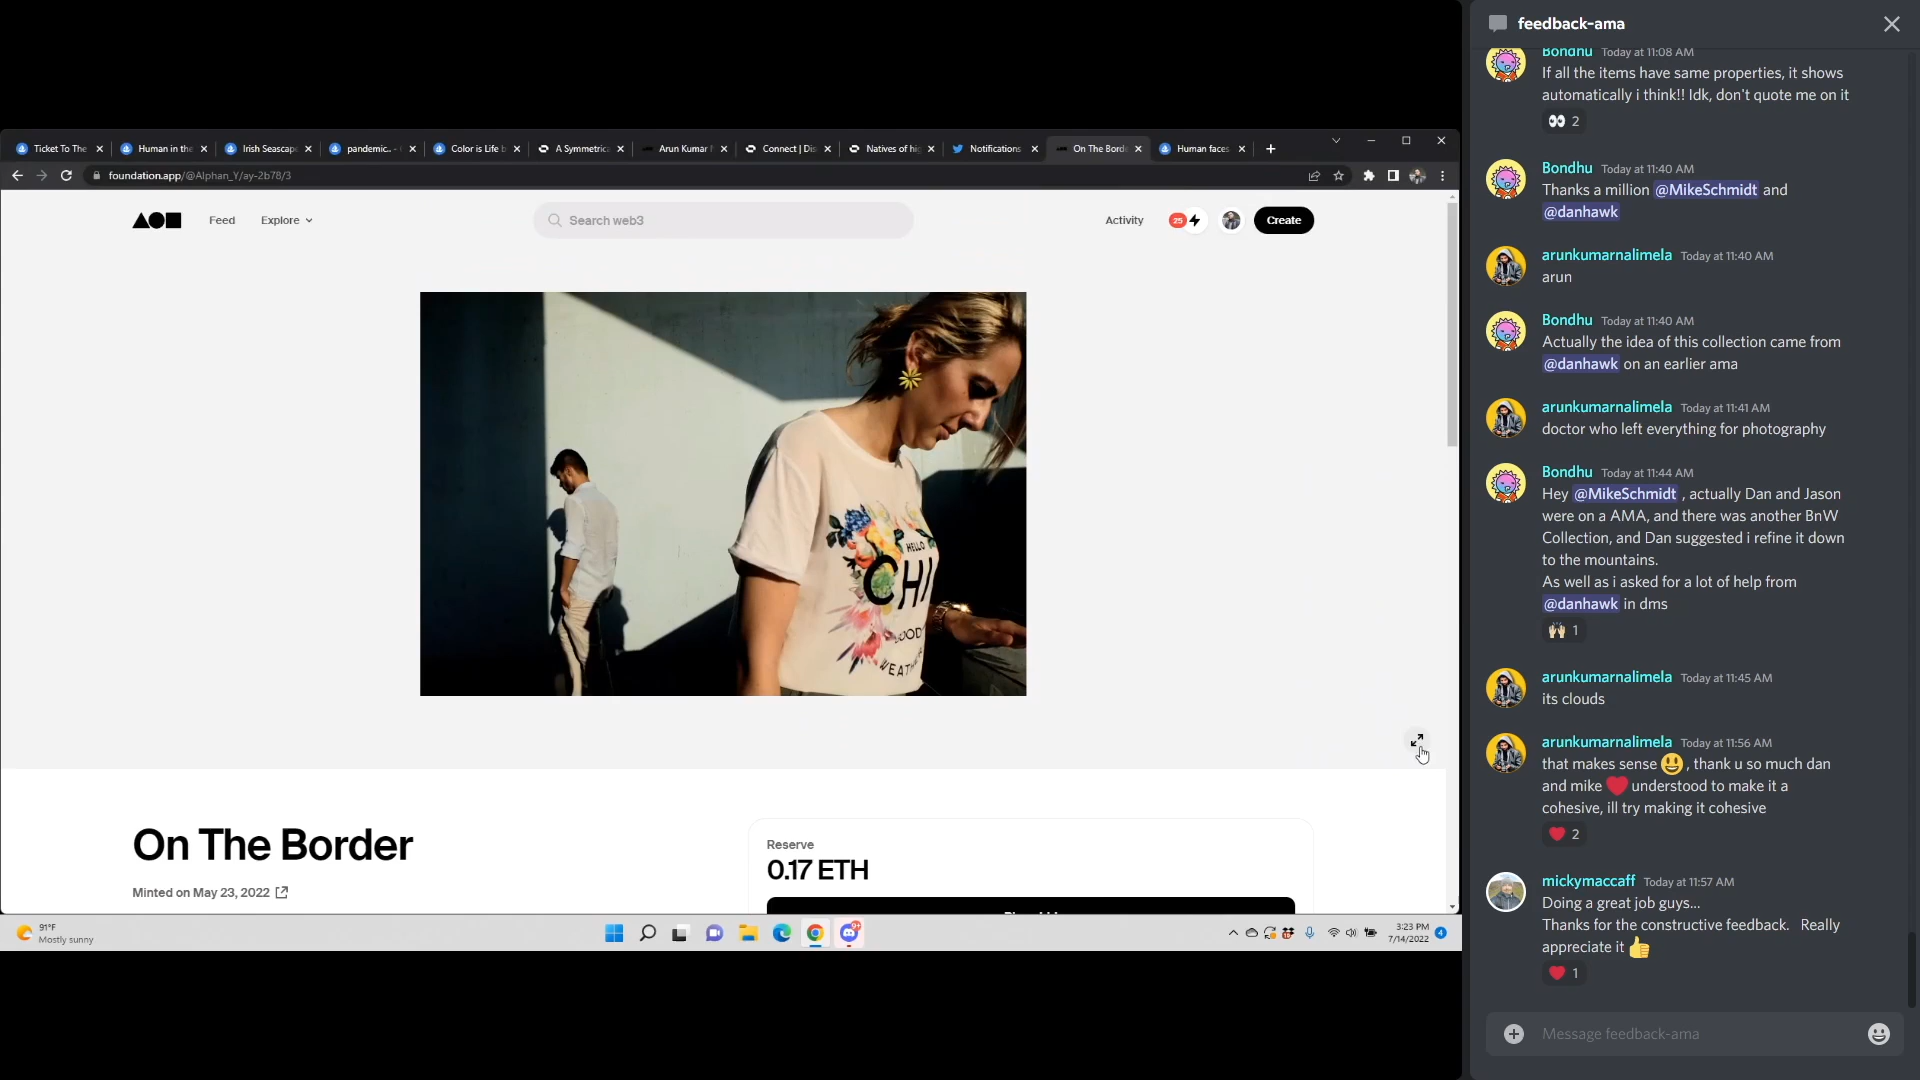 Ticket To The
Human in the
Irish Seascap
pandemic.. -
Color is Life b
A Symmetric
Arun Kumar
Connect | Dis
Natives of hig
Notifications
On The Bord
Human faces
foundation.app/@Alphan_Y/ay-2b78/3
Feed
Explore
Search web3
Activity
25
Create
HELLO
CHI
GOOD
WEATH
On The Border
Minted on May 23, 2022
Reserve
0.17 ETH
91°F
Mostly sunny
3:23 PM
7/14/2022
4
feedback-ama
Bondhu Today at 11:08 AM
If all the items have same properties, it shows
automatically i think!! Idk, don't quote me on it
2
Bondhu Today at 11:40 AM
Thanks a million @MikeSchmidt and
@danhawk
arunkumarnalimela Today at 11:40 AM
arun
Bondhu Today at 11:40 AM
Actually the idea of this collection came from
@danhawk on an earlier ama
arunkumarnalimela Today at 11:41 AM
doctor who left everything for photography
Bondhu Today at 11:44 AM
Hey @MikeSchmidt , actually Dan and Jason
were on a AMA, and there was another BnW
Collection, and Dan suggested i refine it down
to the mountains.
As well as i asked for a lot of help from
@danhawk in dms
1
arunkumarnalimela Today at 11:45 AM
its clouds
arunkumarnalimela Today at 11:56 AM
that makes sense 😃 , thank u so much dan
and mike ❤️ understood to make it a
cohesive, ill try making it cohesive
2
mickymaccaff Today at 11:57 AM
Doing a great job guys...
Thanks for the constructive feedback. Really
appreciate it 👍
1
Message feedback-ama